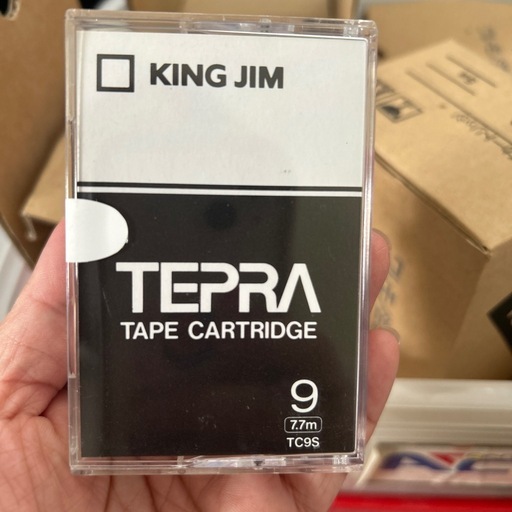 KING JIM
TEPRA
TAPE CARTRIDGE
9
7.7m
TC9S